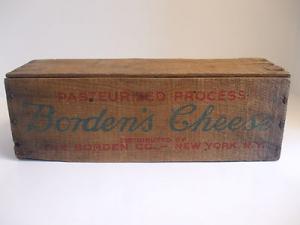 PASTEURIZED PROCESS
Borden's Cheese
DISTRIBUTED BY
THE BORDEN CO. - NEW YORK, N.Y.